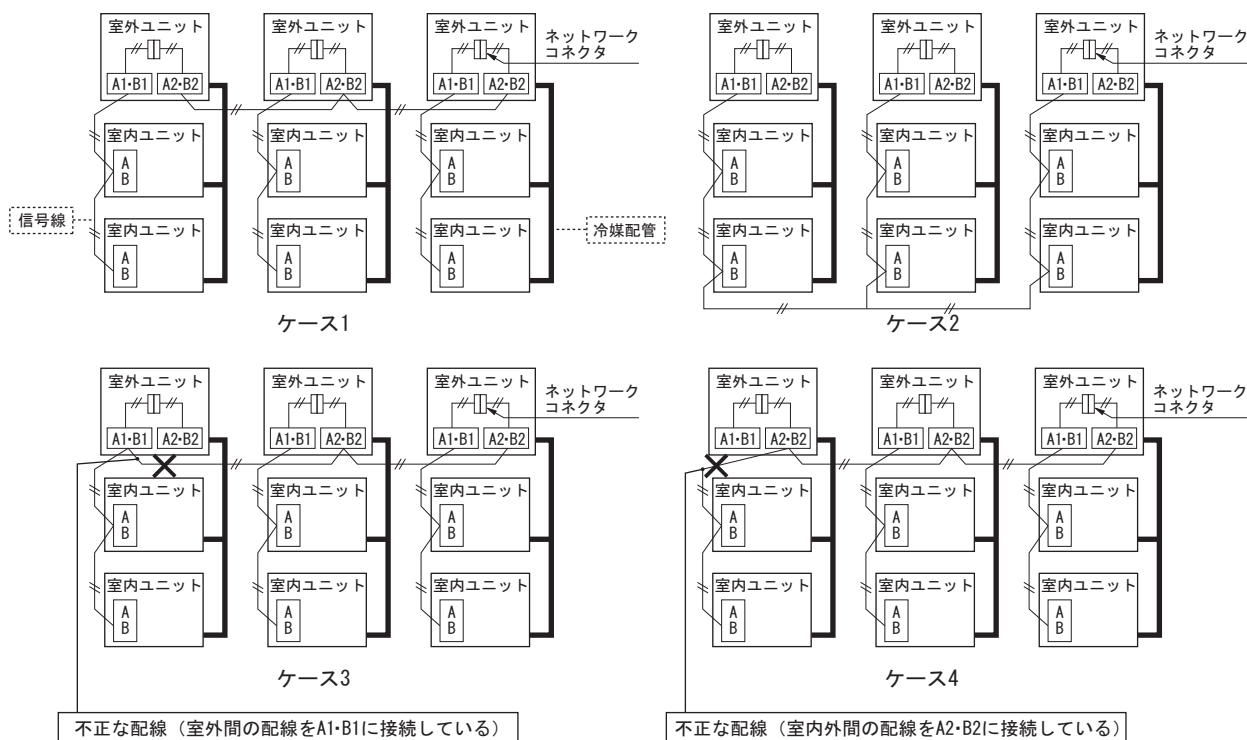 室外ユニット
A1・B1 A2・B2
室外ユニット
A1・B1 A2・B2
室外ユニット
A1・B1 A2・B2
ネットワーク
コネクタ
室内ユニット
A
B
室内ユニット
A
B
室内ユニット
A
B
信号線
室内ユニット
A
B
室内ユニット
A
B
室内ユニット
A
B
冷媒配管
ケース1
室外ユニット
A1・B1 A2・B2
室外ユニット
A1・B1 A2・B2
室外ユニット
A1・B1 A2・B2
ネットワーク
コネクタ
室内ユニット
A
B
室内ユニット
A
B
室内ユニット
A
B
室内ユニット
A
B
室内ユニット
A
B
室内ユニット
A
B
ケース2
室外ユニット
A1・B1 A2・B2
室外ユニット
A1・B1 A2・B2
室外ユニット
A1・B1 A2・B2
ネットワーク
コネクタ
室内ユニット
A
B
室内ユニット
A
B
室内ユニット
A
B
室内ユニット
A
B
室内ユニット
A
B
室内ユニット
A
B
ケース3
不正な配線（室外間の配線をA1・B1に接続している）
室外ユニット
A1・B1 A2・B2
室外ユニット
A1・B1 A2・B2
室外ユニット
A1・B1 A2・B2
ネットワーク
コネクタ
室内ユニット
A
B
室内ユニット
A
B
室内ユニット
A
B
室内ユニット
A
B
室内ユニット
A
B
室内ユニット
A
B
ケース4
不正な配線（室内外間の配線をA2・B2に接続している）